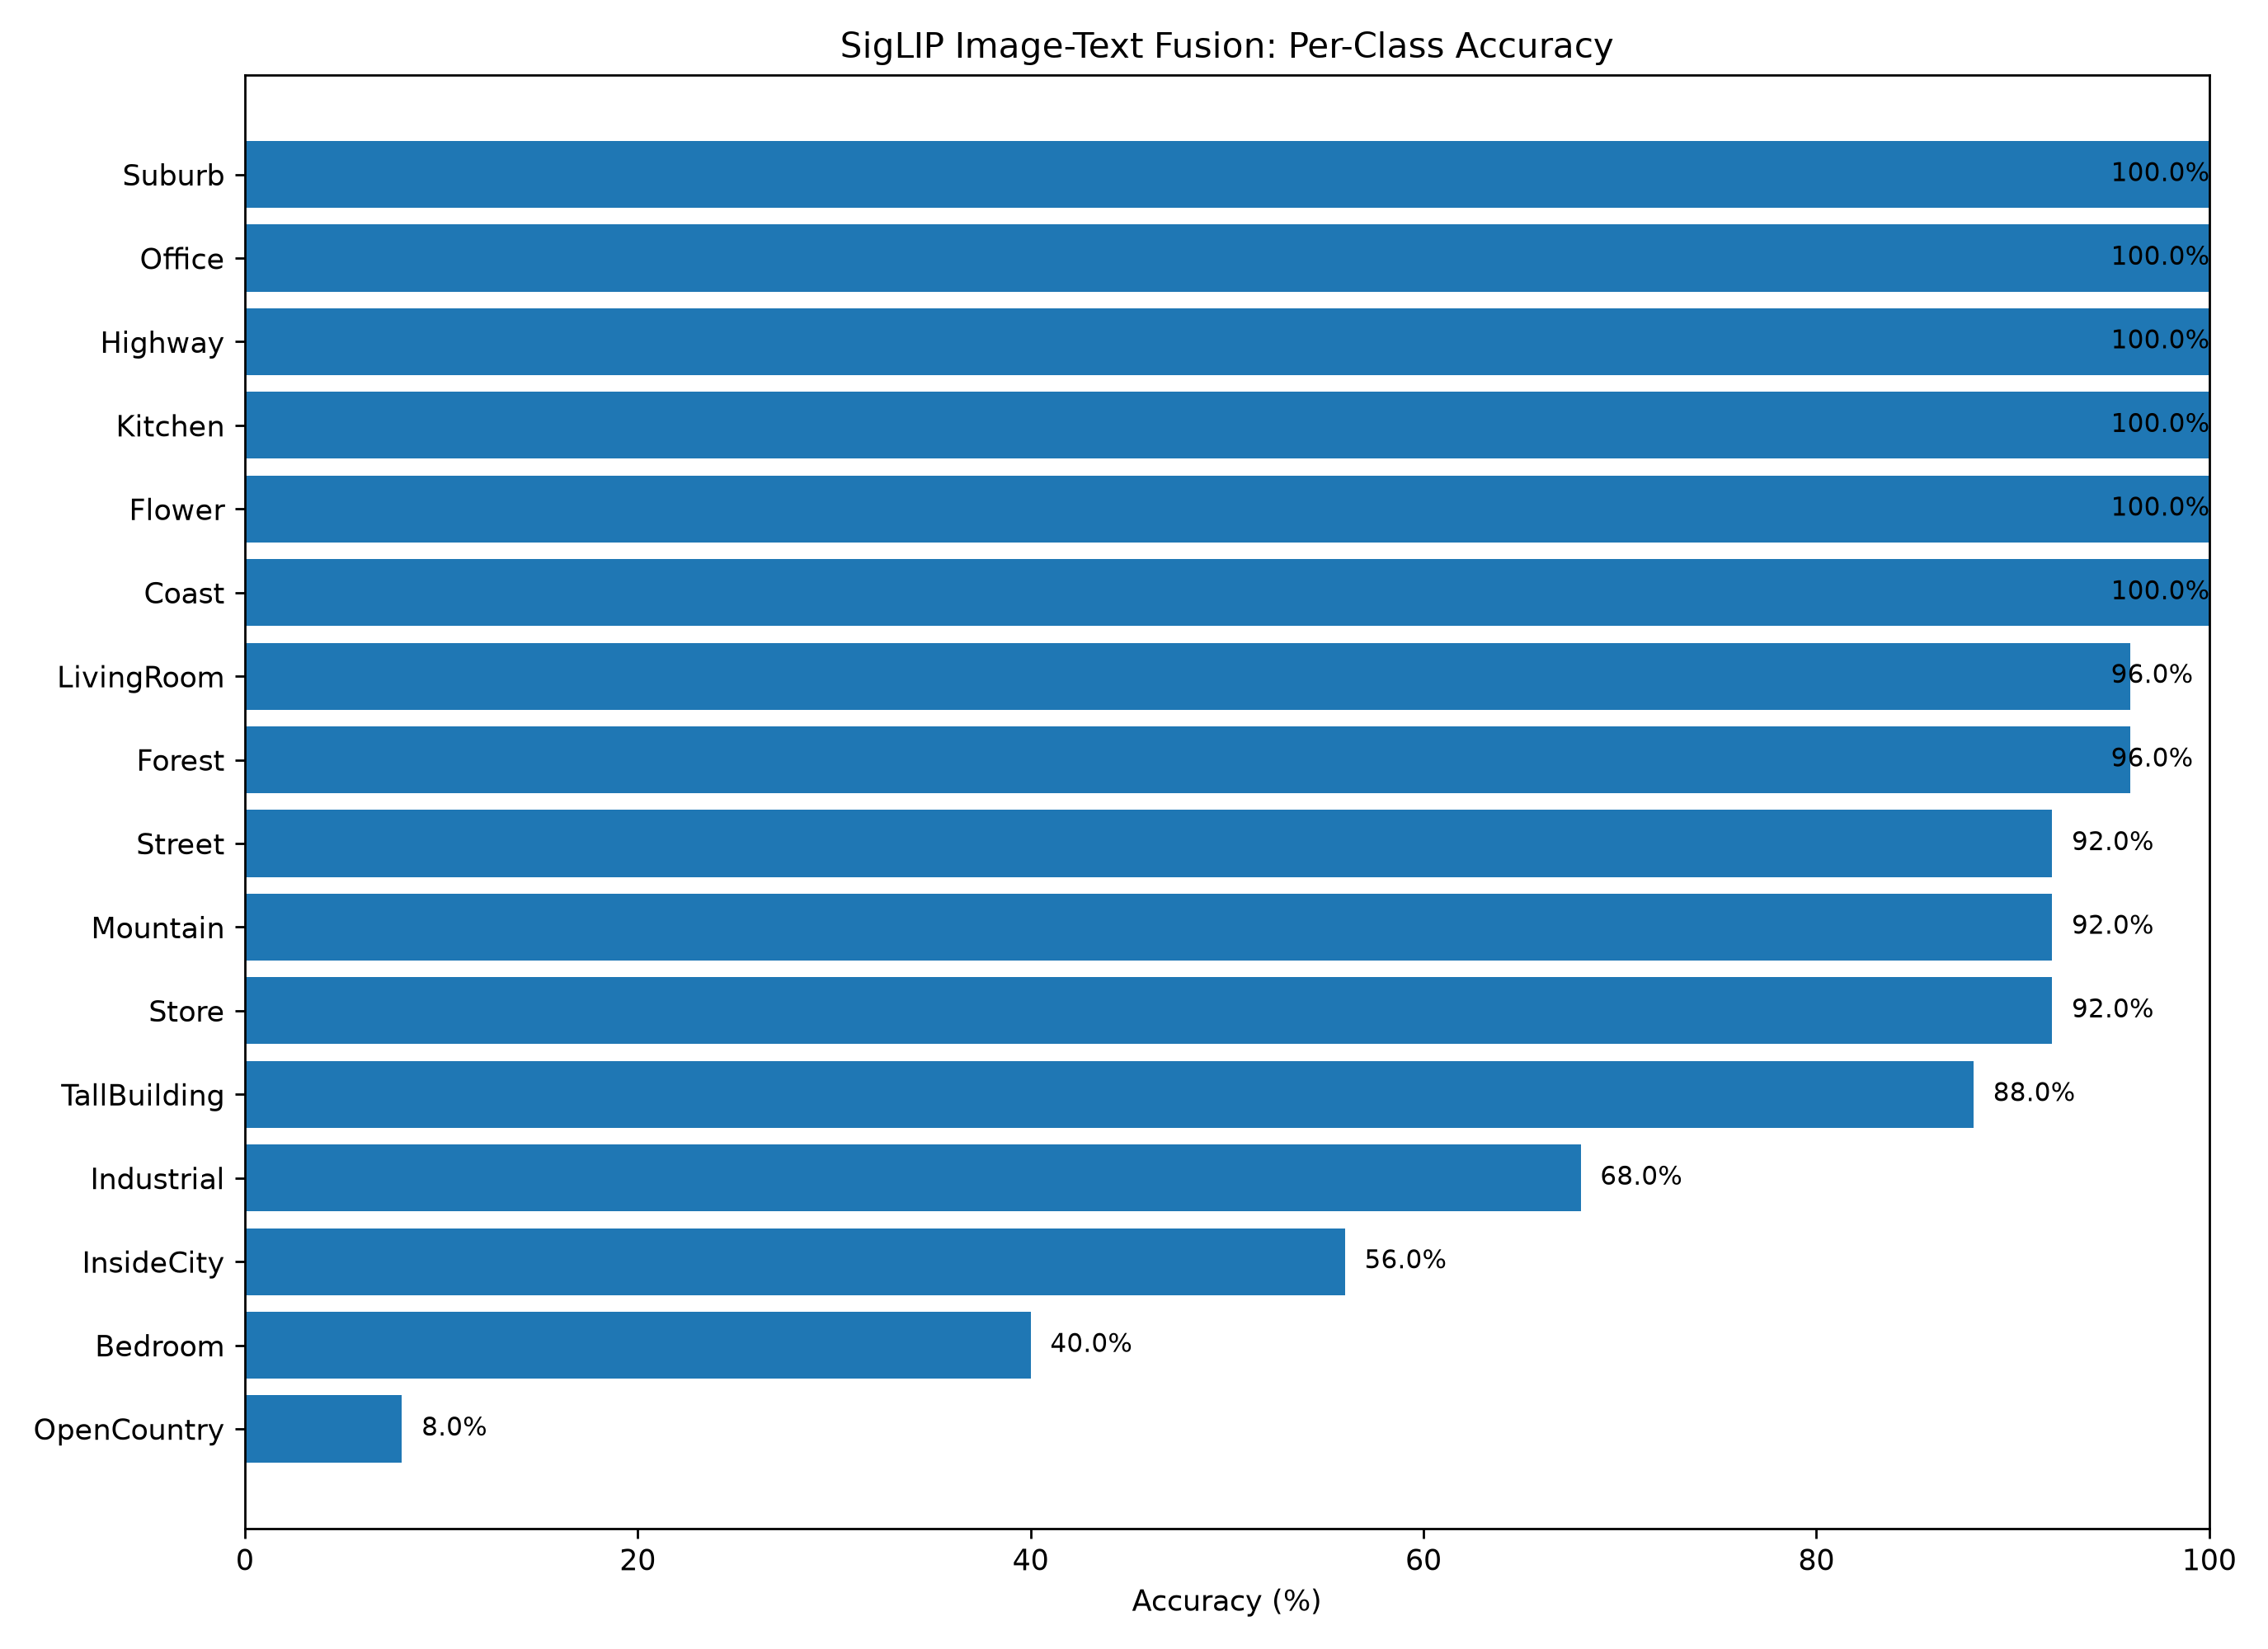 SigLIP Image-Text Fusion: Per-Class Accuracy
Suburb 100.0%
Office 100.0%
Highway 100.0%
Kitchen 100.0%
Flower 100.0%
Coast 100.0%
LivingRoom 96.0%
Forest 96.0%
Street 92.0%
Mountain 92.0%
Store 92.0%
TallBuilding 88.0%
Industrial 68.0%
InsideCity 56.0%
Bedroom 40.0%
OpenCountry 8.0%
0 20 40 60 80 100
Accuracy (%)